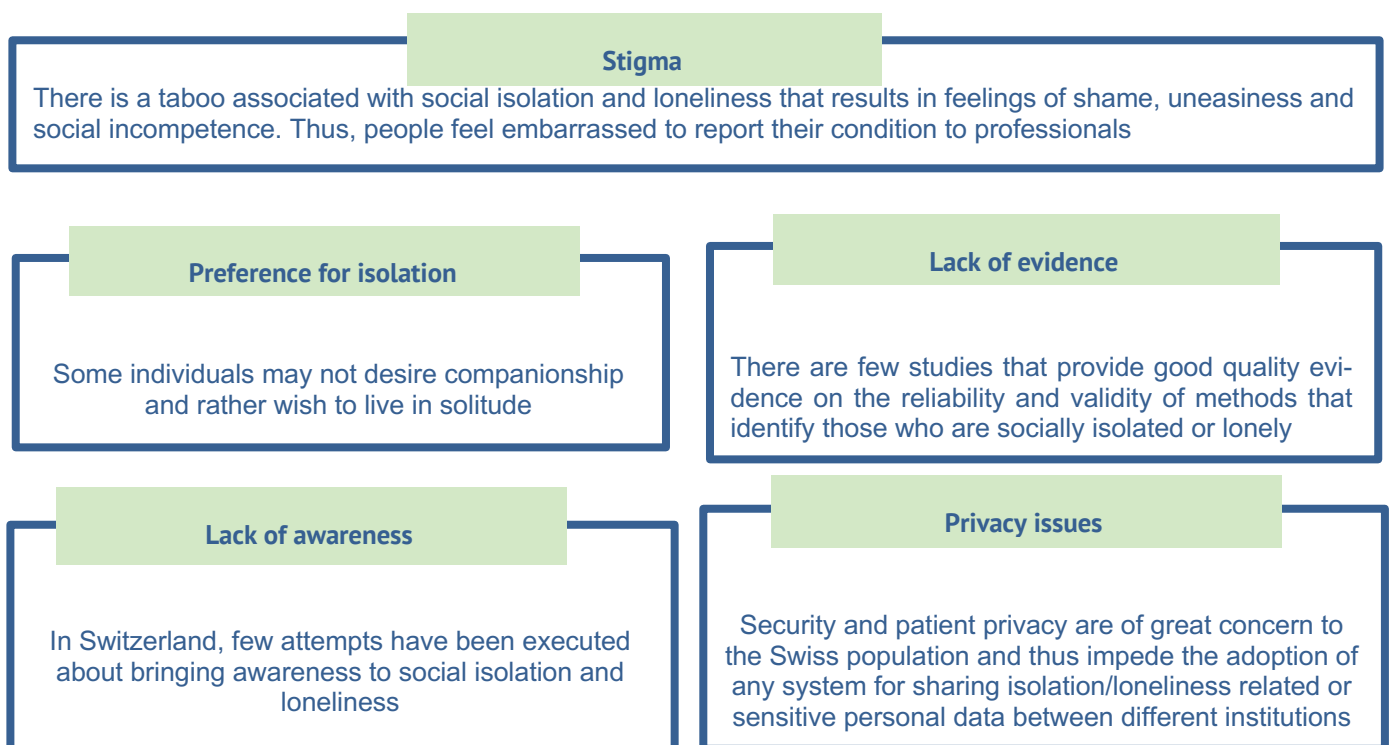 Stigma
There is a taboo associated with social isolation and loneliness that results in feelings of shame, uneasiness and
social incompetence. Thus, people feel embarrassed to report their condition to professionals
Preference for isolation
Some individuals may not desire companionship
and rather wish to live in solitude
Lack of evidence
There are few studies that provide good quality evi-
dence on the reliability and validity of methods that
identify those who are socially isolated or lonely
Lack of awareness
In Switzerland, few attempts have been executed
about bringing awareness to social isolation and
loneliness
Privacy issues
Security and patient privacy are of great concern to
the Swiss population and thus impede the adoption of
any system for sharing isolation/loneliness related or
sensitive personal data between different institutions